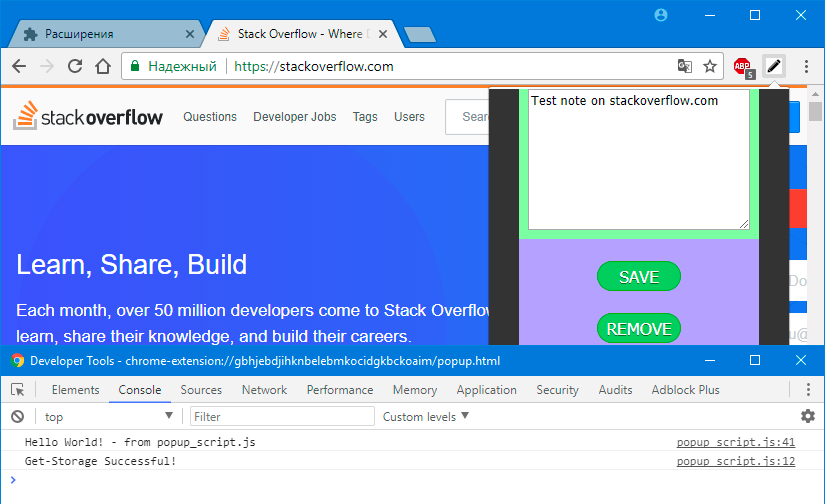 Расширения
Stack Overflow - Where D
Надежный
https://stackoverflow.com
ABP
5
stackoverflow
Questions
Developer Jobs
Tags
Users
Sear
Test note on stackoverflow.com
SAVE
REMOVE
Learn, Share, Build
Each month, over 50 million developers come to Stack Overflow
learn, share their knowledge, and build their careers.
Do
u@
Developer Tools - chrome-extension://gbhjebdjihknbelebmkocidgkbckoaim/popup.html
Elements
Console
Sources
Network
Performance
Memory
Application
Security
Audits
Adblock Plus
top
Filter
Custom levels
Hello World! - from popup_script.js
popup_script.js:41
Get-Storage Successful!
popup_script.js:12